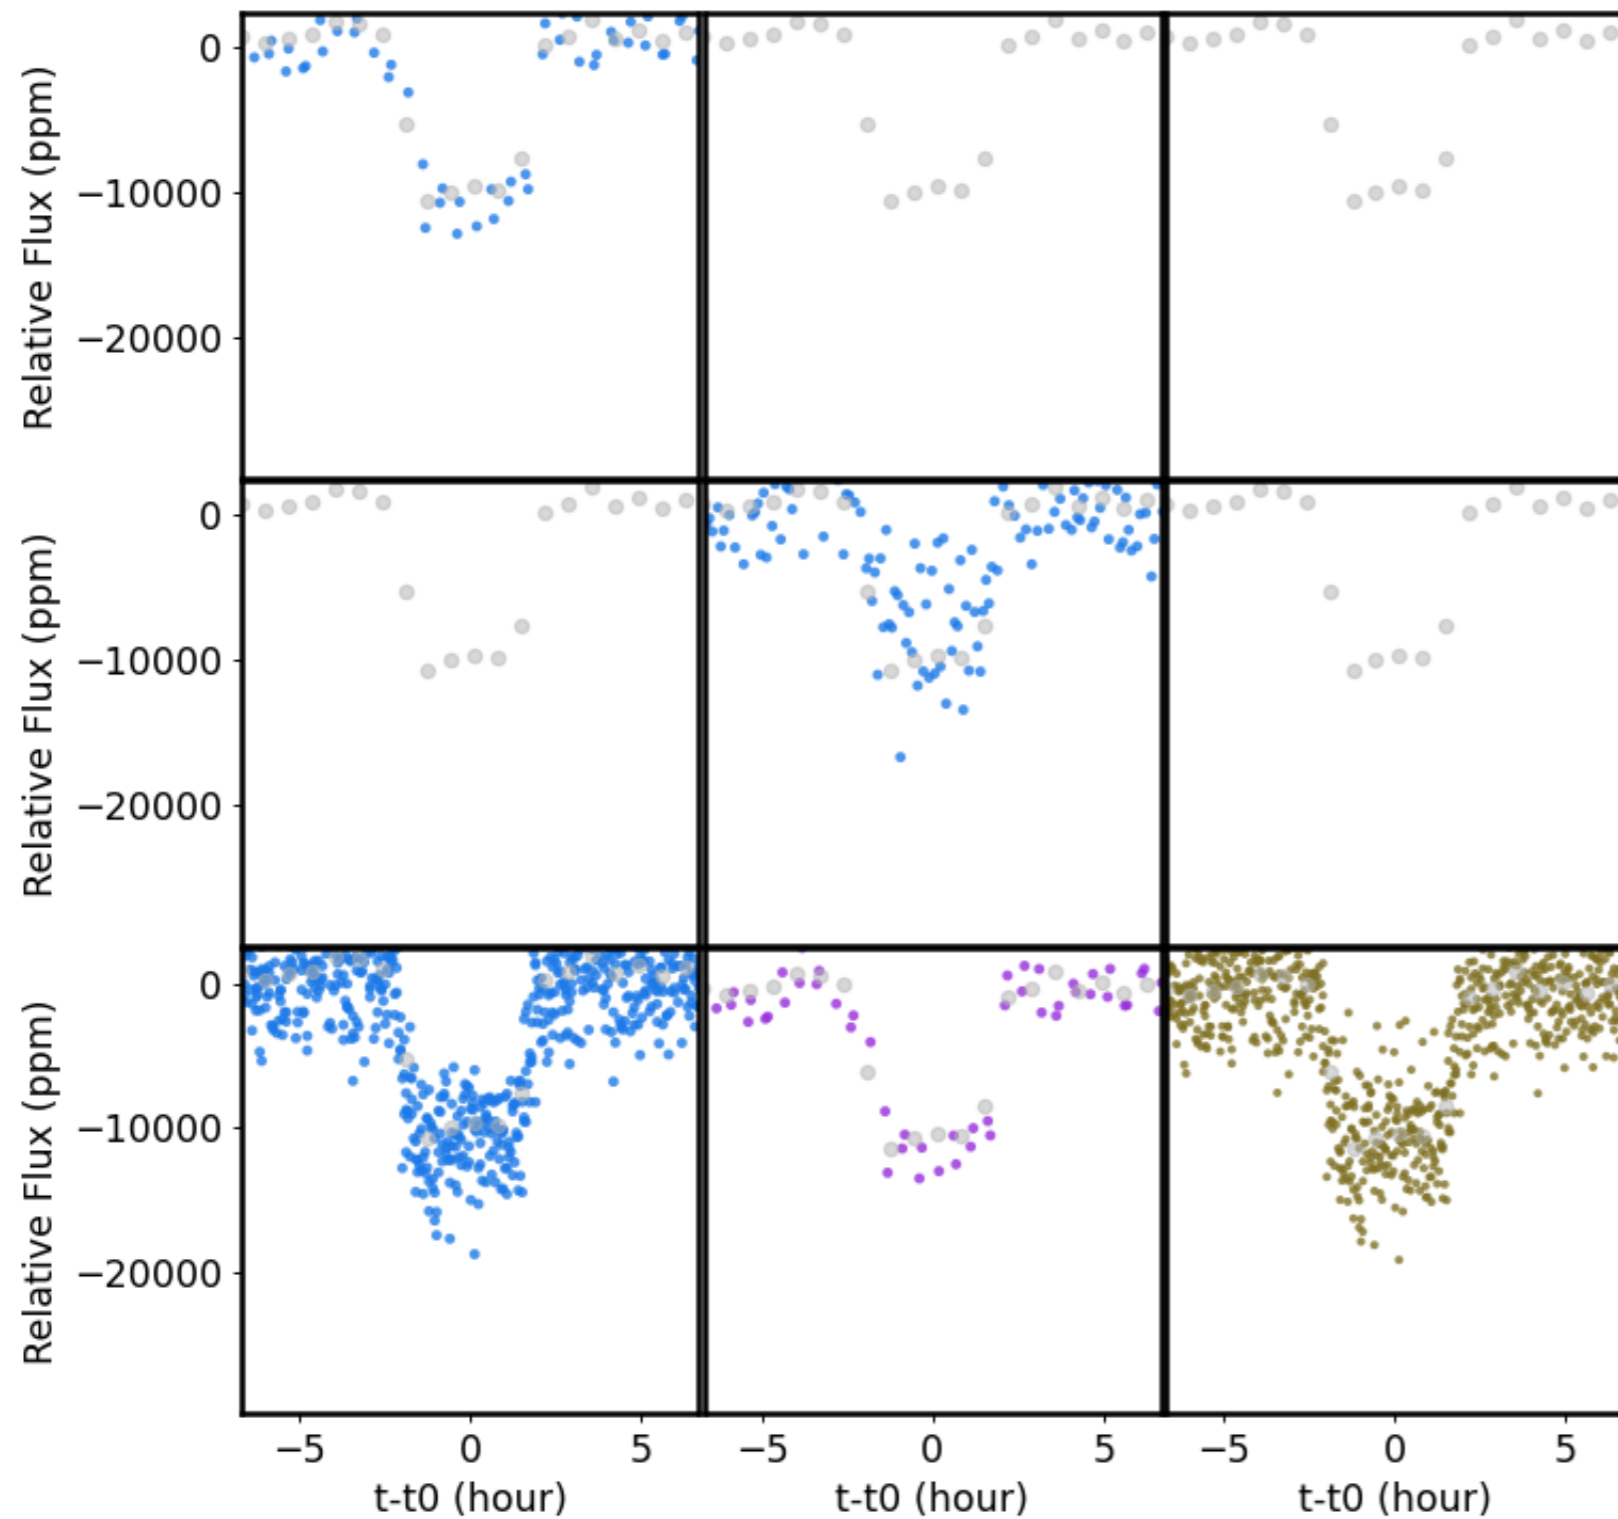 Relative Flux (ppm)
0
−10000
−20000
Relative Flux (ppm)
0
−10000
−20000
Relative Flux (ppm)
0
−10000
−20000
−5 0 5 −5 0 5 −5 0 5
t-t0 (hour) t-t0 (hour) t-t0 (hour)